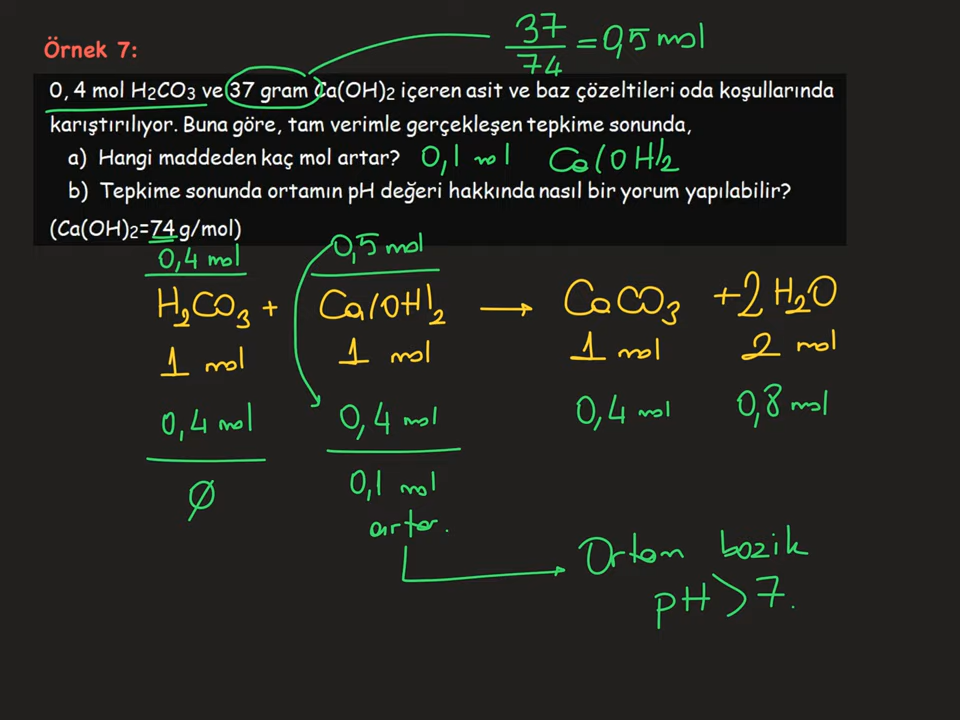 Örnek 7:
37
74
= 0,5 mol
0, 4 mol H₂CO₃ ve 37 gram Ca(OH)₂ içeren asit ve baz çözeltileri oda koşullarında
karıştırılıyor. Buna göre, tam verimle gerçekleşen tepkime sonunda,
a) Hangi maddeden kaç mol artar? 0,1 mol Ca(OH)₂
b) Tepkime sonunda ortamın pH değeri hakkında nasıl bir yorum yapılabilir?
(Ca(OH)₂=74 g/mol)
0,4 mol 0,5 mol
H₂CO₃ + Ca(OH)₂ → CaCO₃ +2H₂O
1 mol 1 mol 1 mol 2 mol
0,4 mol 0,4 mol 0,4 mol 0,8 mol
Ø 0,1 mol
artar.
Ortam bazik
pH > 7.